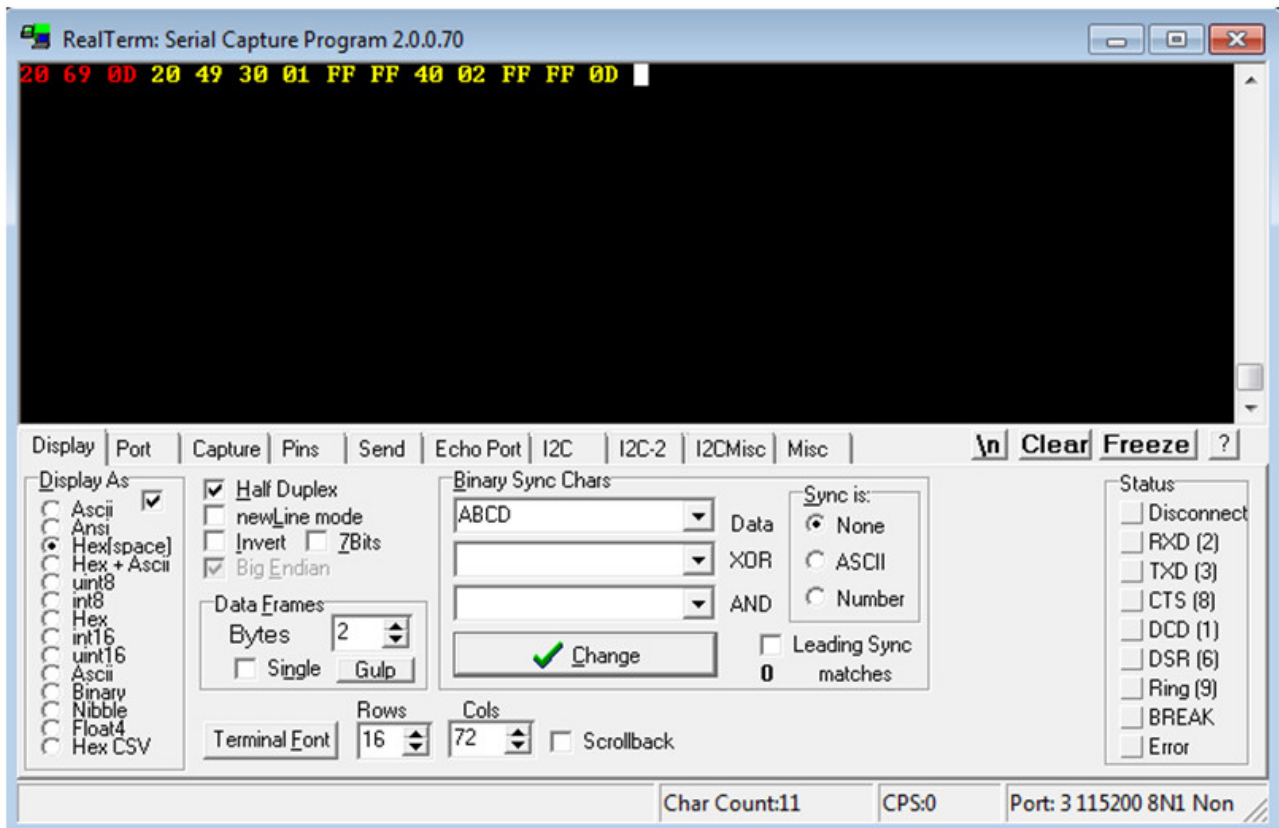 RealTerm: Serial Capture Program 2.0.0.70
20 69 0D 20 49 30 01 FF FF 40 02 FF FF 0D
Display Port Capture Pins Send Echo Port I2C I2C-2 I2CMisc Misc \n Clear Freeze ?
Display As
Ascii
Ansi
Hex[space]
Hex + Ascii
uint8
int8
Hex
int16
uint16
Ascii
Binary
Nibble
Float4
Hex CSV
Half Duplex
newLine mode
Invert 7Bits
Big Endian
Data Frames
Bytes 2
Single Gulp
Terminal Font
Rows
16
Cols
72
Scrollback
Binary Sync Chars
ABCD Data
XOR
AND
Change
Sync is:
None
ASCII
Number
Leading Sync
0 matches
Status
Disconnect
RXD (2)
TXD (3)
CTS (8)
DCD (1)
DSR (6)
Ring (9)
BREAK
Error
Char Count:11 CPS:0 Port: 3 115200 8N1 Non